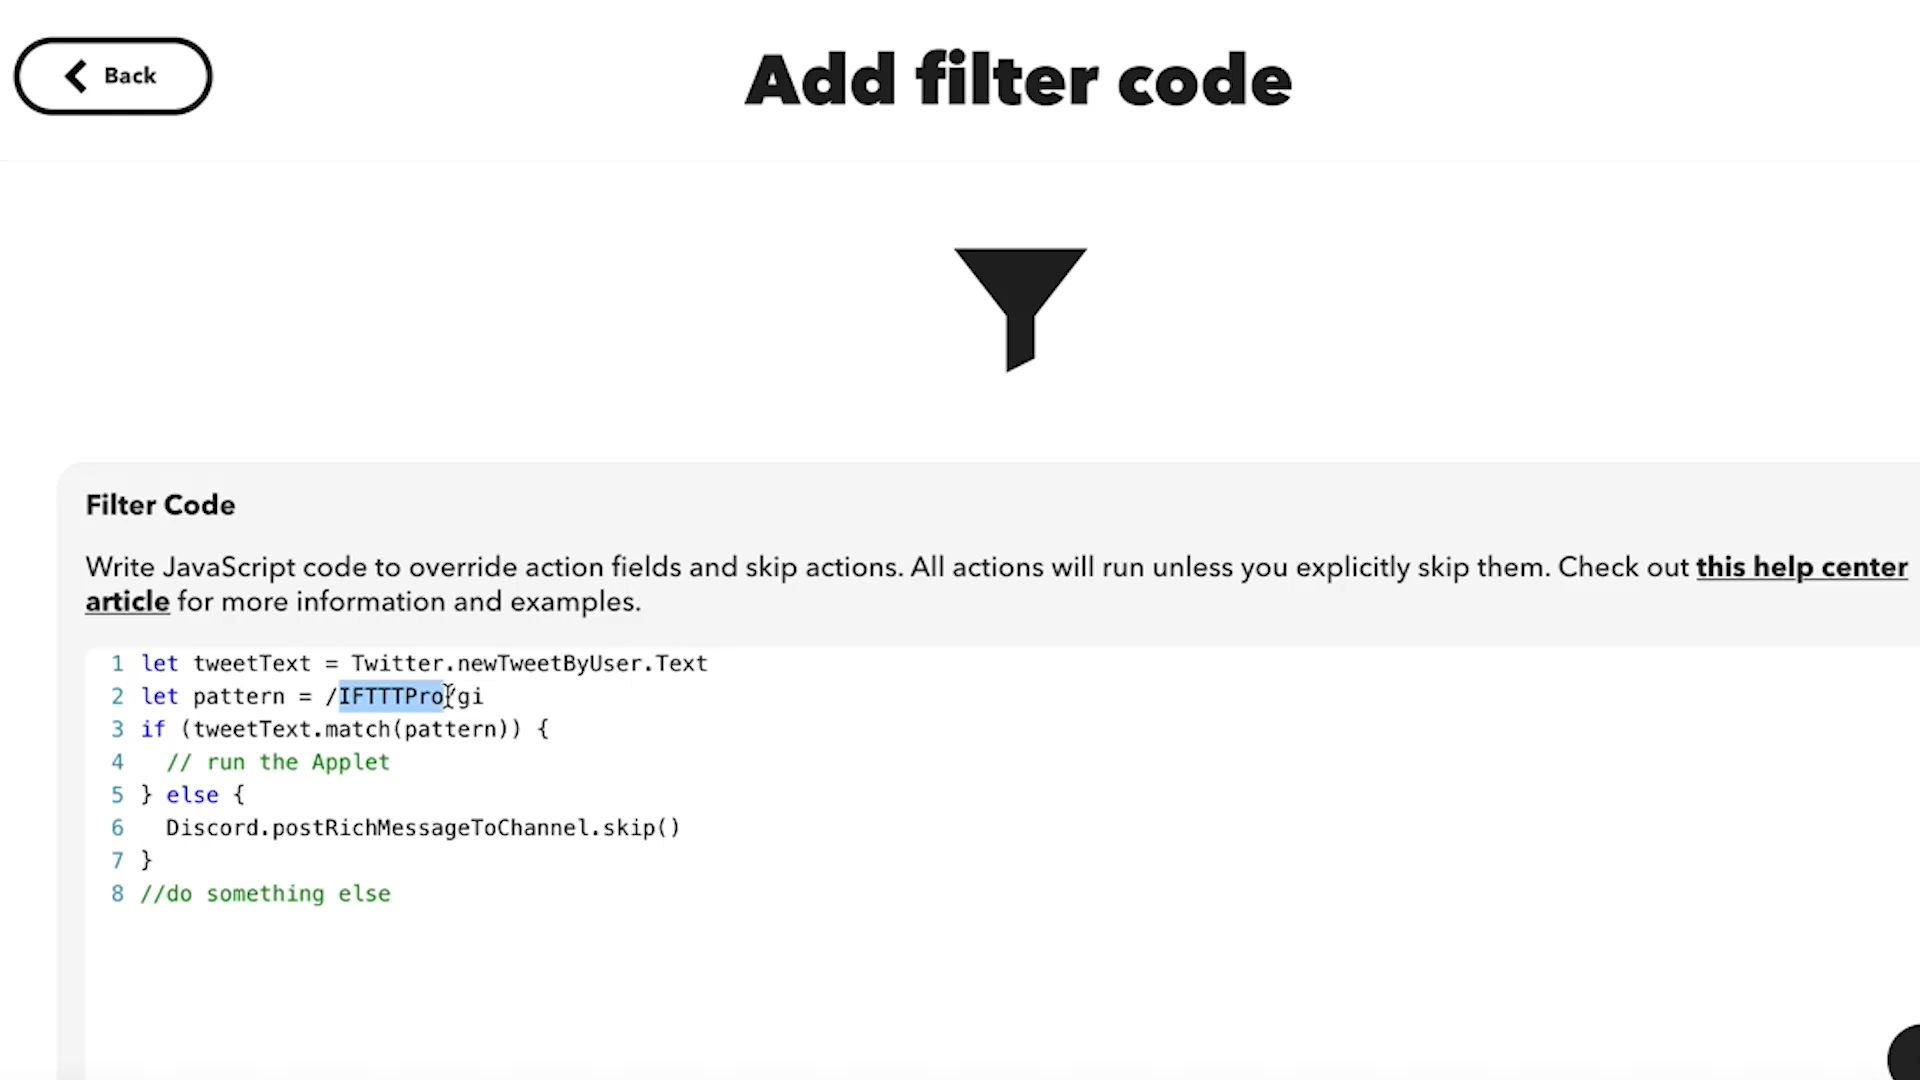 Back
Add filter code
Filter Code
Write JavaScript code to override action fields and skip actions. All actions will run unless you explicitly skip them. Check out this help center
article for more information and examples.
1 let tweetText = Twitter.newTweetByUser.Text
2 let pattern = /IFTTTPro/gi
3 if (tweetText.match(pattern)) {
4 // run the Applet
5 } else {
6 Discord.postRichMessageToChannel.skip()
7 }
8 //do something else